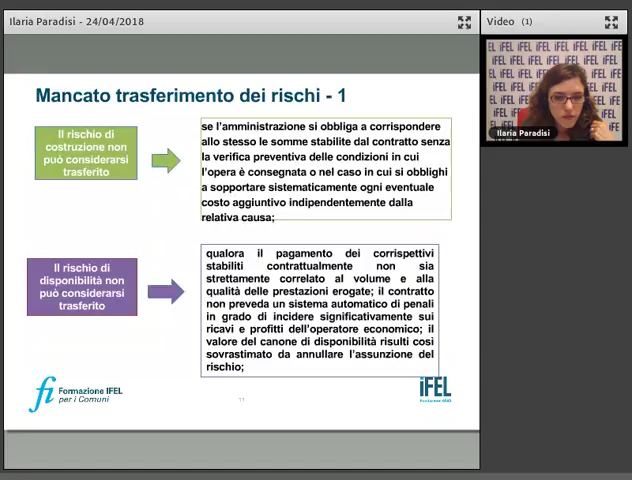 Ilaria Paradisi - 24/04/2018
Video (1)
Ilaria Paradisi
Mancato trasferimento dei rischi - 1
Il rischio di
costruzione non
può considerarsi
trasferito
se l'amministrazione si obbliga a corrispondere
allo stesso le somme stabilite dal contratto senza
la verifica preventiva delle condizioni in cui
l'opera è consegnata o nel caso in cui si obblighi
a sopportare sistematicamente ogni eventuale
costo aggiuntivo indipendentemente dalla
relativa causa;
Il rischio di
disponibilità non
può considerarsi
trasferito
qualora il pagamento dei corrispettivi
stabiliti contrattualmente non sia
strettamente correlato al volume e alla
qualità delle prestazioni erogate; il contratto
non preveda un sistema automatico di penali
in grado di incidere significativamente sui
ricavi e profitti dell'operatore economico; il
valore del canone di disponibilità risulti così
sovrastimato da annullare l'assunzione del
rischio;
fi Formazione IFEL
per i Comuni
11
iFEL
Fondazione ANCI